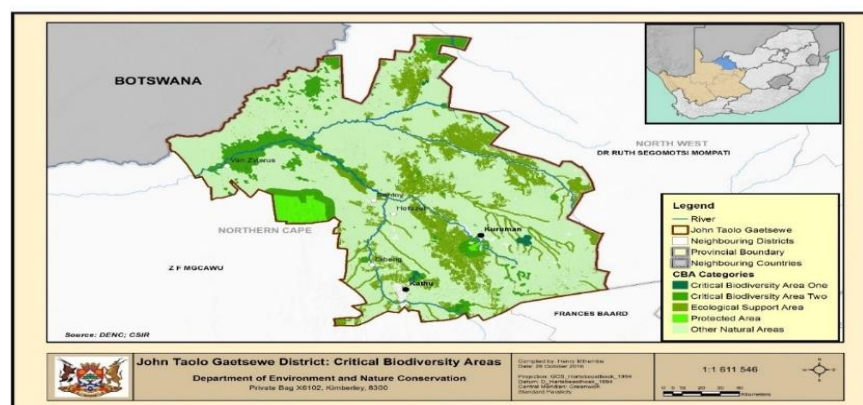 BOTSWANA
NORTH WEST
DR RUTH SEGOMOTSI MOMPATI
Van Zylsrus
Hotazel
NORTHERN CAPE
Kuruman
Z F MGCAWU
Kathu
FRANCES BAARD
Source: DENC; CSIR
Legend
River
John Taolo Gaetsewe
Neighbouring Districts
Provincial Boundary
Neighbouring Countries
CBA Categories
Critical Biodiversity Area One
Critical Biodiversity Area Two
Ecological Support Area
Protected Area
Other Natural Areas
John Taolo Gaetsewe District: Critical Biodiversity Areas
Department of Environment and Nature Conservation
Private Bag X6102, Kimberley, 8300
1:1 611 546
Kilometers